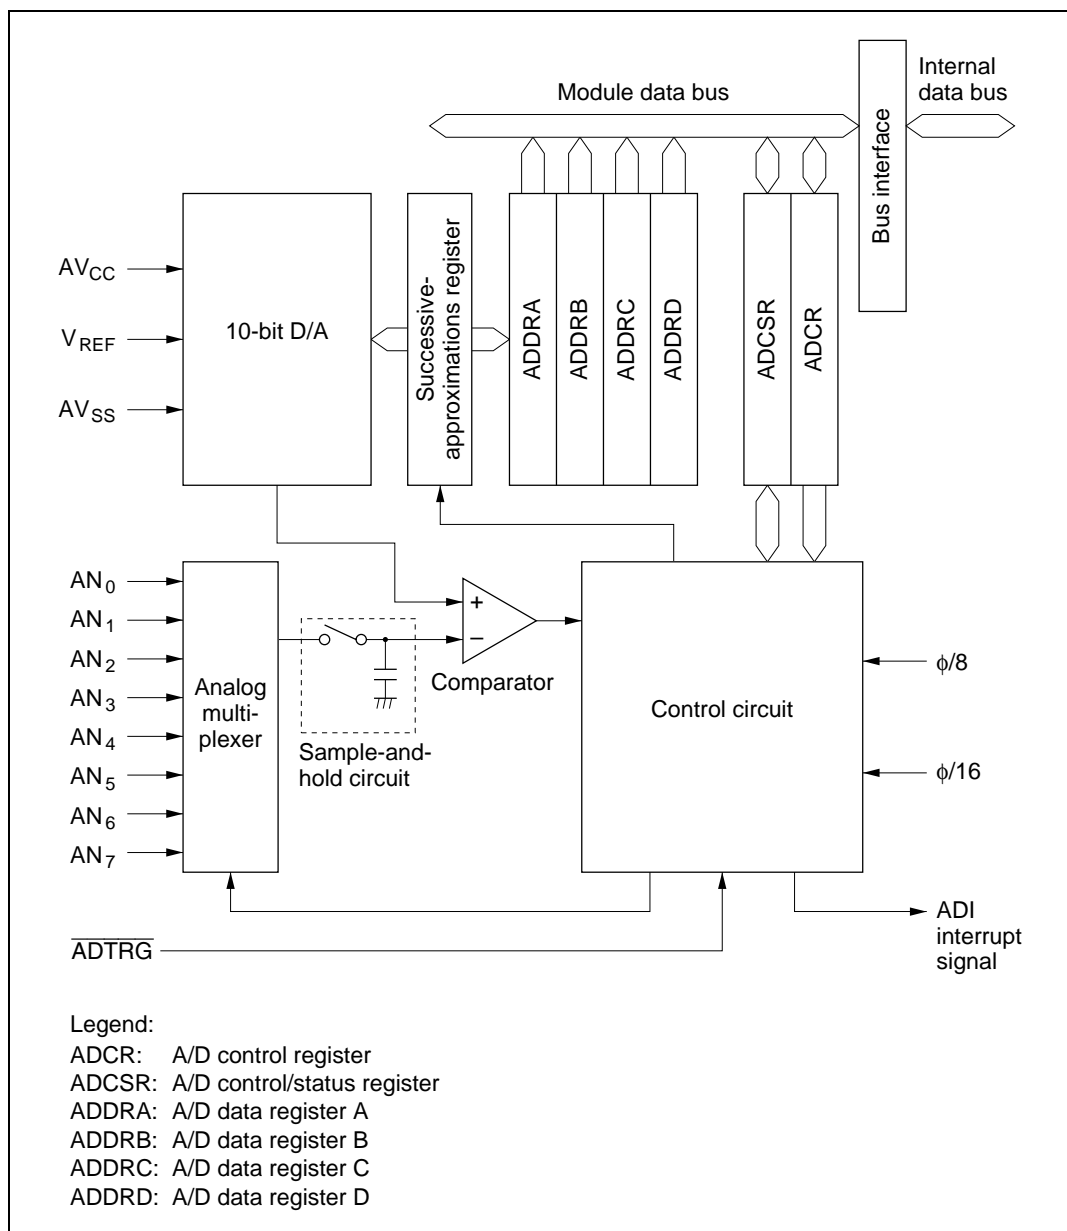 Module data bus
Internal
data bus
Bus interface
AVCC
VREF
AVSS
10-bit D/A
Successive-
approximations register
ADDRA
ADDRB
ADDRC
ADDRD
ADCSR
ADCR
AN0
AN1
AN2
AN3
AN4
AN5
AN6
AN7
Analog
multi-
plexer
+
−
Comparator
Sample-and-
hold circuit
Control circuit
ϕ/8
ϕ/16
ADI
interrupt
signal
ADTRG
Legend:
ADCR: A/D control register
ADCSR: A/D control/status register
ADDRA: A/D data register A
ADDRB: A/D data register B
ADDRC: A/D data register C
ADDRD: A/D data register D